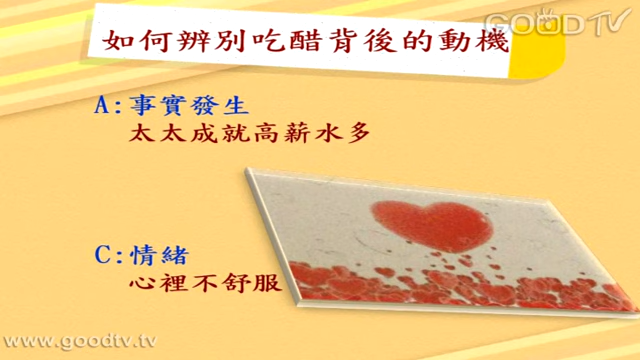 GOODTV
如何辨別吃醋背後的動機
A:事實發生
太太成就高薪水多
C:情緒
心裡不舒服
www.goodtv.tv